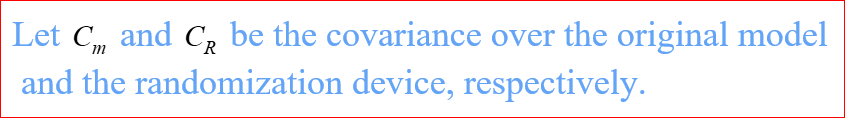 Let C_m and C_R be the covariance over the original model
and the randomization device, respectively.